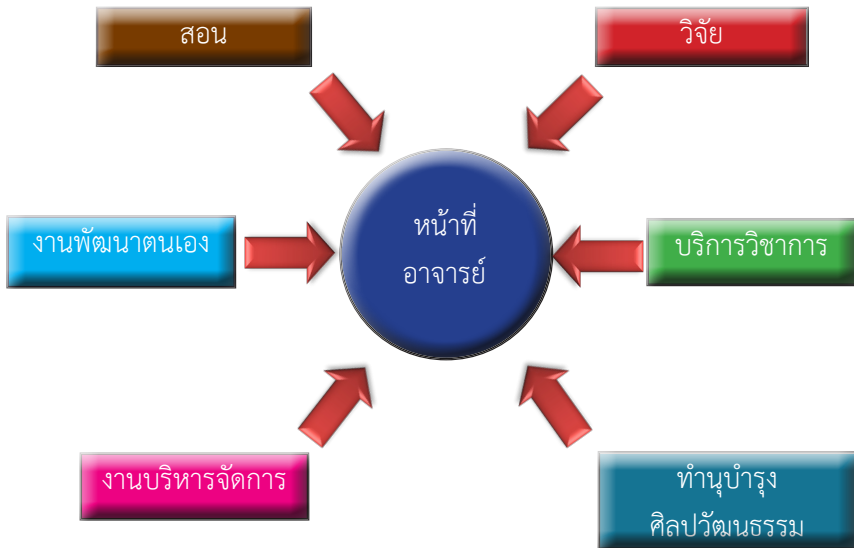 สอน
วิจัย
หน้าที่
อาจารย์
งานพัฒนาตนเอง
บริการวิชาการ
งานบริหารจัดการ
ทำนุบำรุง
ศิลปวัฒนธรรม